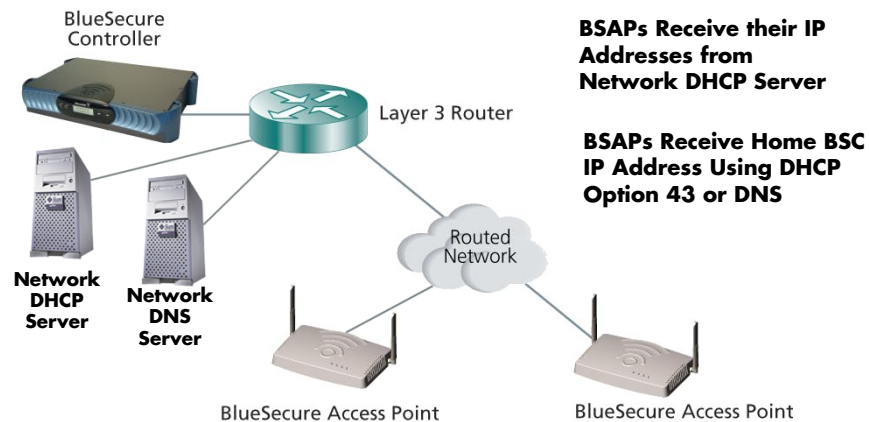 BlueSecure
Controller
BSAPs Receive their IP
Addresses from
Network DHCP Server
Layer 3 Router
BSAPs Receive Home BSC
IP Address Using DHCP
Option 43 or DNS
Routed
Network
Network
DHCP
Server
Network
DNS
Server
BlueSecure Access Point
BlueSecure Access Point